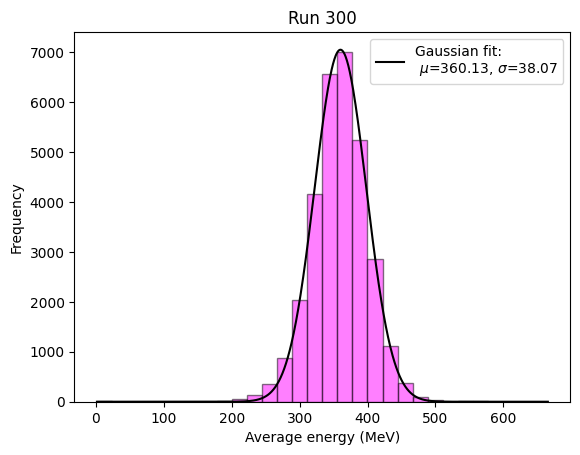 Run 300
Gaussian fit:
μ=360.13, σ=38.07
Frequency
7000
6000
5000
4000
3000
2000
1000
0
0 100 200 300 400 500 600
Average energy (MeV)